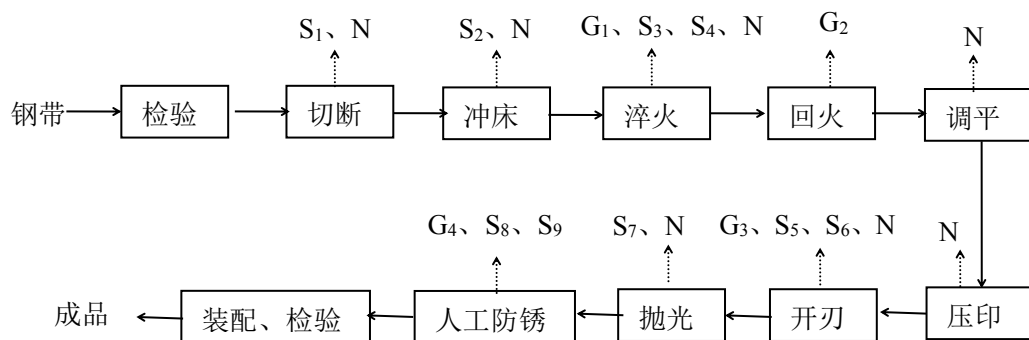 S₁、N
S₂、N
G₁、S₃、S₄、N
G₂
N
钢带
检验
切断
冲床
淬火
回火
调平
G₄、S₈、S₉
S₇、N
G₃、S₅、S₆、N
N
成品
装配、检验
人工防锈
抛光
开刃
压印